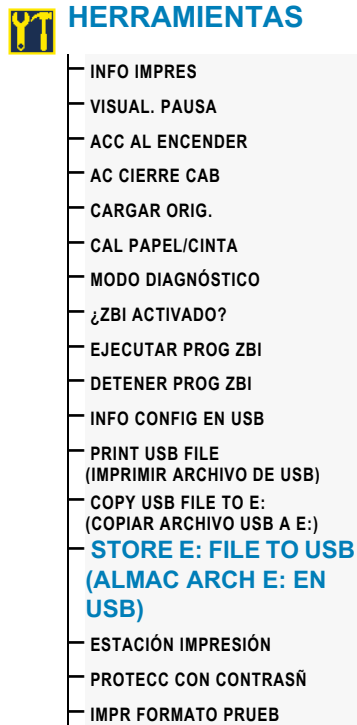 HERRAMIENTAS
INFO IMPRES
VISUAL. PAUSA
ACC AL ENCENDER
AC CIERRE CAB
CARGAR ORIG.
CAL PAPEL/CINTA
MODO DIAGNÓSTICO
¿ZBI ACTIVADO?
EJECUTAR PROG ZBI
DETENER PROG ZBI
INFO CONFIG EN USB
PRINT USB FILE
(IMPRIMIR ARCHIVO DE USB)
COPY USB FILE TO E:
(COPIAR ARCHIVO USB A E:)
STORE E: FILE TO USB
(ALMAC ARCH E: EN
USB)
ESTACIÓN IMPRESIÓN
PROTECC CON CONTRASÑ
IMPR FORMATO PRUEB